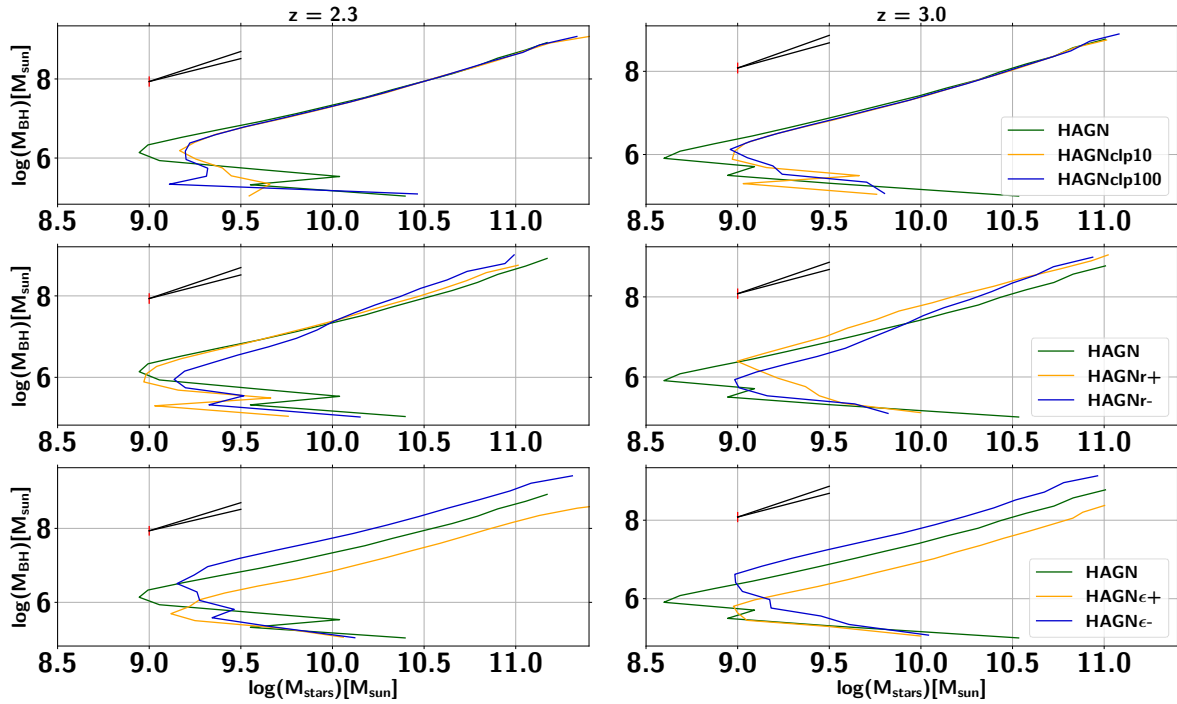 z = 2.3
z = 3.0
log(M_BH)[M_sun]
8
6
8.5 9.0 9.5 10.0 10.5 11.0
8
6
HAGN
HAGNclp10
HAGNclp100
8.5 9.0 9.5 10.0 10.5 11.0
log(M_BH)[M_sun]
8
6
8.5 9.0 9.5 10.0 10.5 11.0
8
6
HAGN
HAGNr+
HAGNr-
8.5 9.0 9.5 10.0 10.5 11.0
log(M_BH)[M_sun]
8
6
8.5 9.0 9.5 10.0 10.5 11.0
log(M_stars)[M_sun]
8
6
HAGN
HAGNϵ+
HAGNϵ-
8.5 9.0 9.5 10.0 10.5 11.0
log(M_stars)[M_sun]